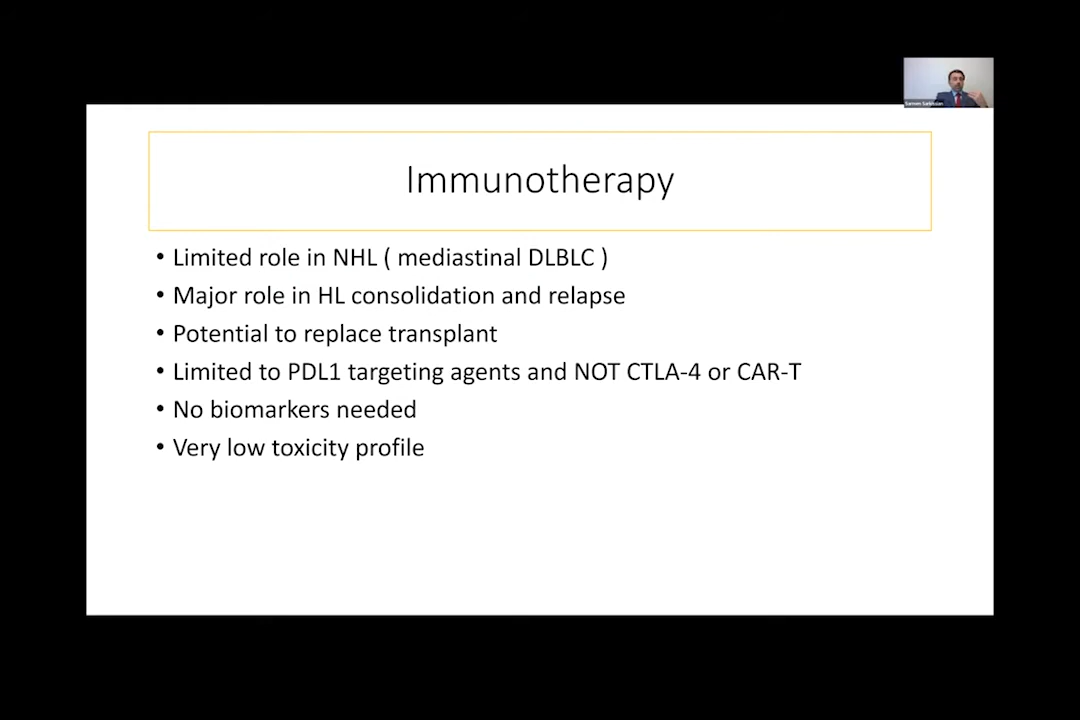 Immunotherapy
• Limited role in NHL ( mediastinal DLBLC )
• Major role in HL consolidation and relapse
• Potential to replace transplant
• Limited to PDL1 targeting agents and NOT CTLA-4 or CAR-T
• No biomarkers needed
• Very low toxicity profile